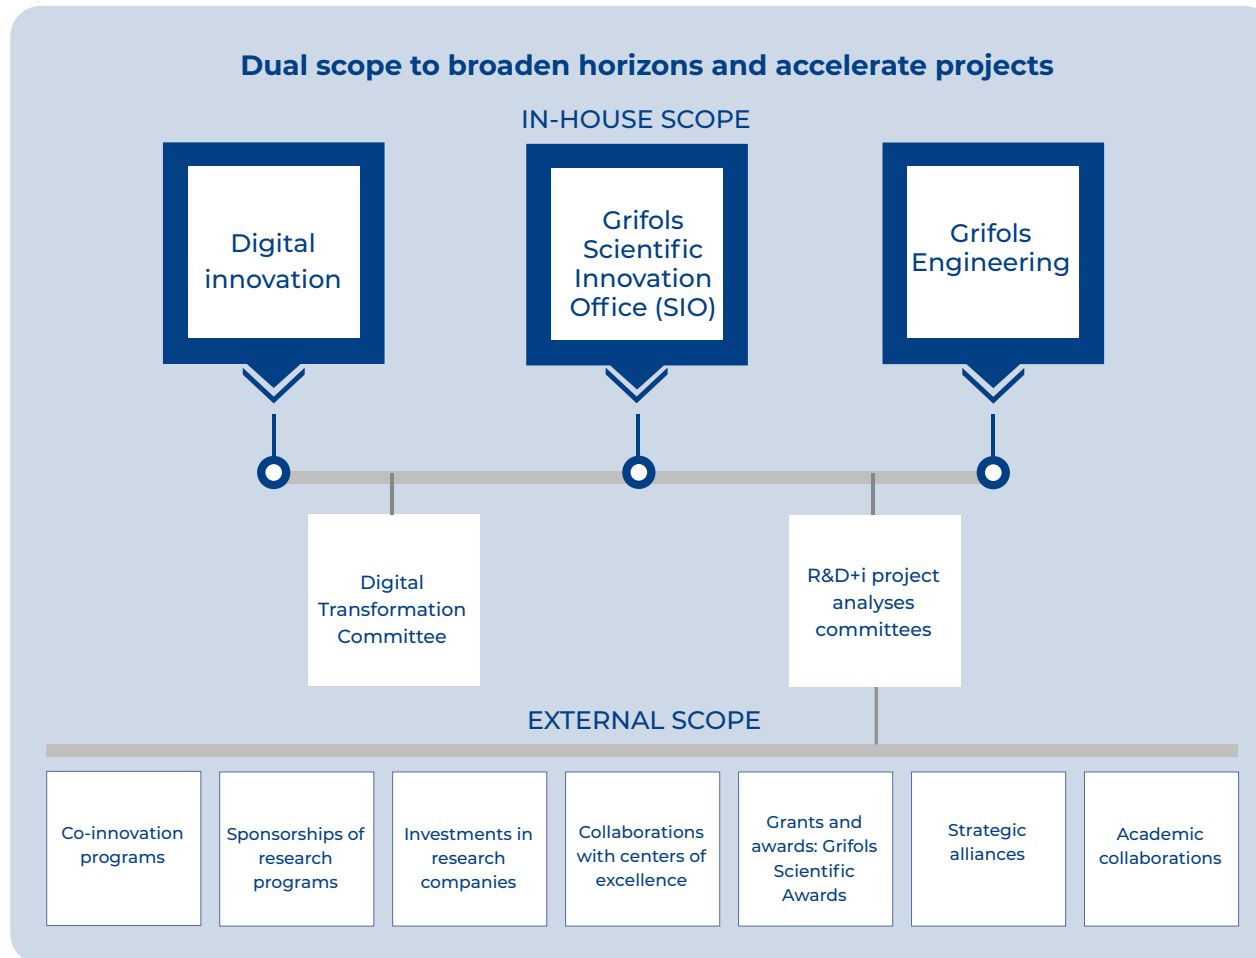 Dual scope to broaden horizons and accelerate projects
IN-HOUSE SCOPE
Digital
innovation
Grifols
Scientific
Innovation
Office (SIO)
Grifols
Engineering
Digital
Transformation
Committee
R&D+i project
analyses
committees
EXTERNAL SCOPE
Co-innovation
programs
Sponsorships of
research
programs
Investments in
research
companies
Collaborations
with centers of
excellence
Grants and
awards: Grifols
Scientific
Awards
Strategic
alliances
Academic
collaborations